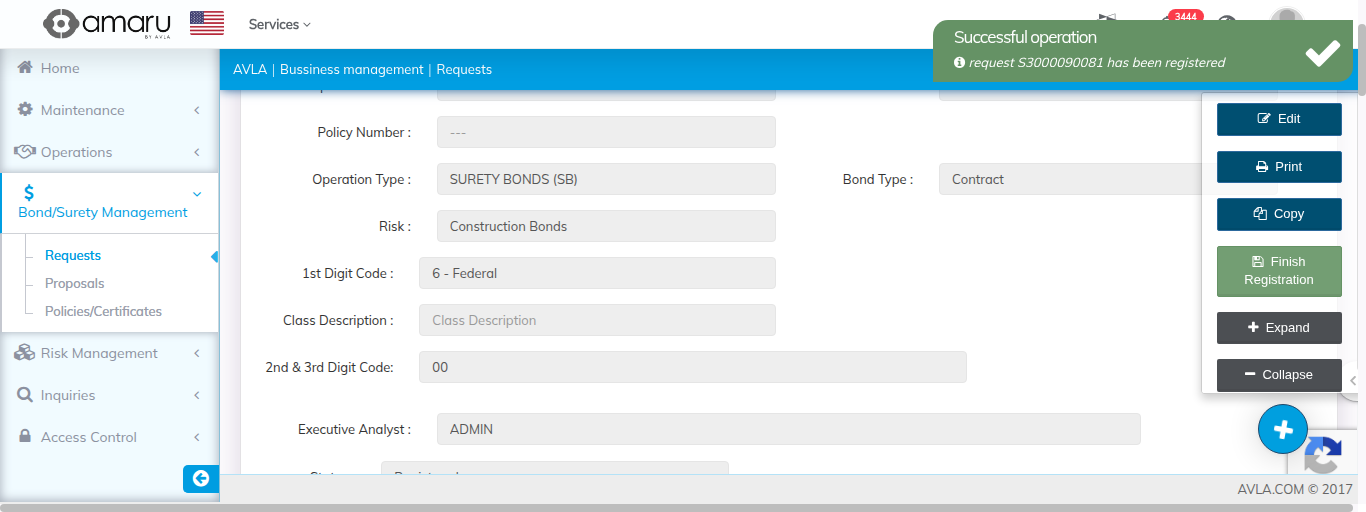 amaru
BY AVLA
Services
3444
Successful operation
request S3000090081 has been registered
Home
AVLA | Bussiness management | Requests
Maintenance
Edit
Policy Number :
---
Operations
Print
Operation Type :
SURETY BONDS (SB)
Bond Type :
Contract
Bond/Surety Management
Copy
Risk :
Construction Bonds
Requests
Finish
Registration
1st Digit Code :
6 - Federal
Proposals
Policies/Certificates
Class Description :
Class Description
Expand
Risk Management
2nd & 3rd Digit Code:
00
Collapse
Inquiries
Executive Analyst :
ADMIN
Access Control
AVLA.COM © 2017